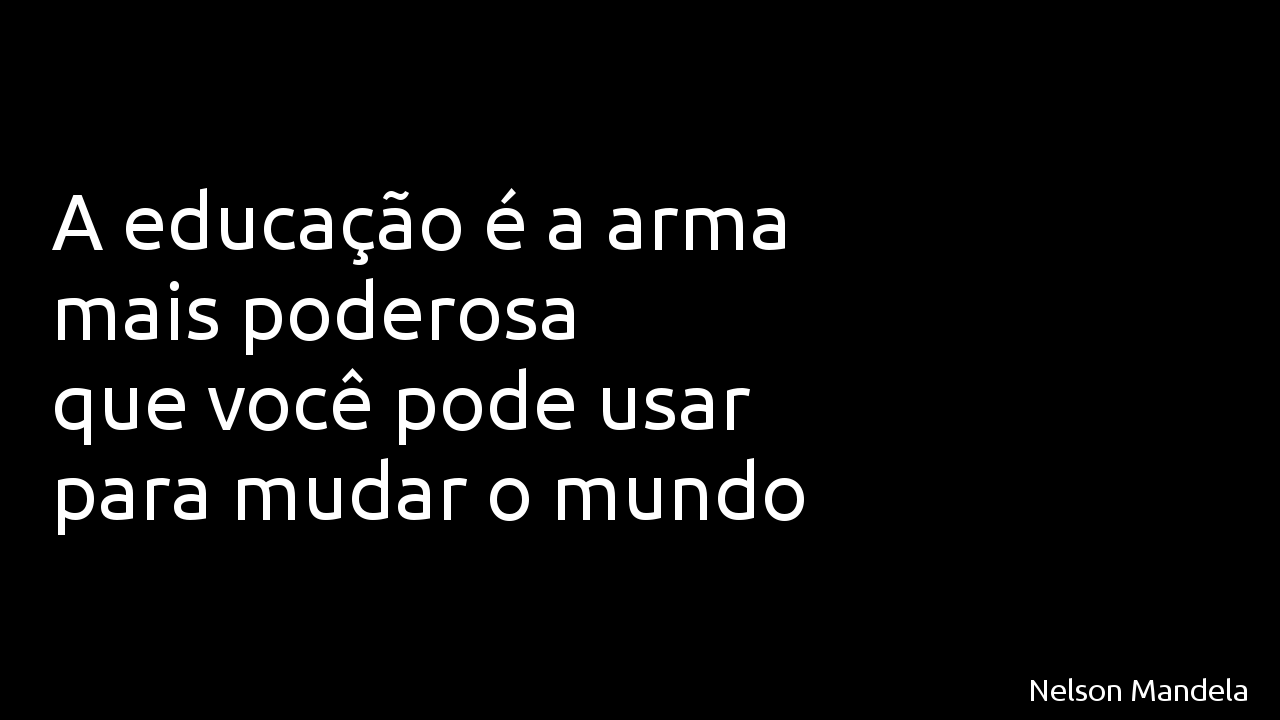 A educação é a arma
mais poderosa
que você pode usar
para mudar o mundo
Nelson Mandela